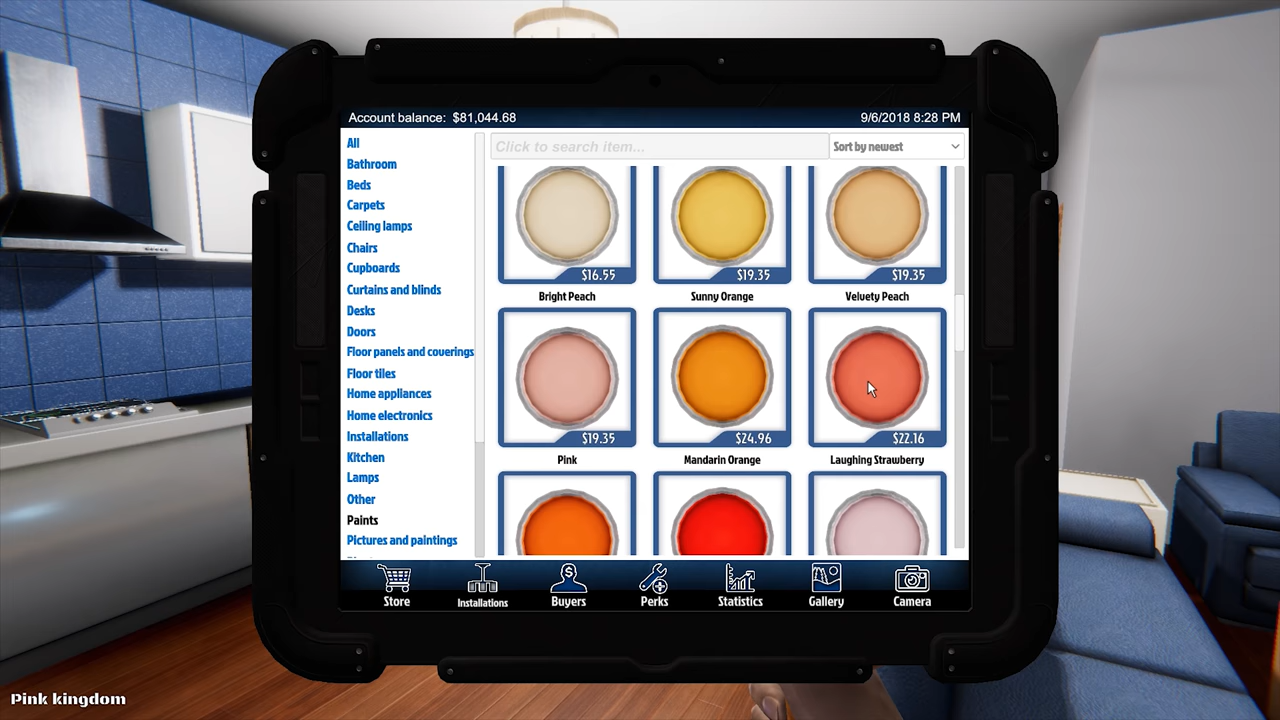 Account balance: $81,044.68
9/6/2018 8:28 PM
Click to search item...
Sort by newest
All
Bathroom
Beds
Carpets
Ceiling lamps
Chairs
Cupboards
Curtains and blinds
Desks
Doors
Floor panels and coverings
Floor tiles
Home appliances
Home electronics
Installations
Kitchen
Lamps
Other
Paints
Pictures and paintings
$16.55
$19.35
$19.35
Bright Peach
Sunny Orange
Velvety Peach
$19.35
$24.96
$22.16
Pink
Mandarin Orange
Laughing Strawberry
Store
Installations
Buyers
Perks
Statistics
Gallery
Camera
Pink kingdom